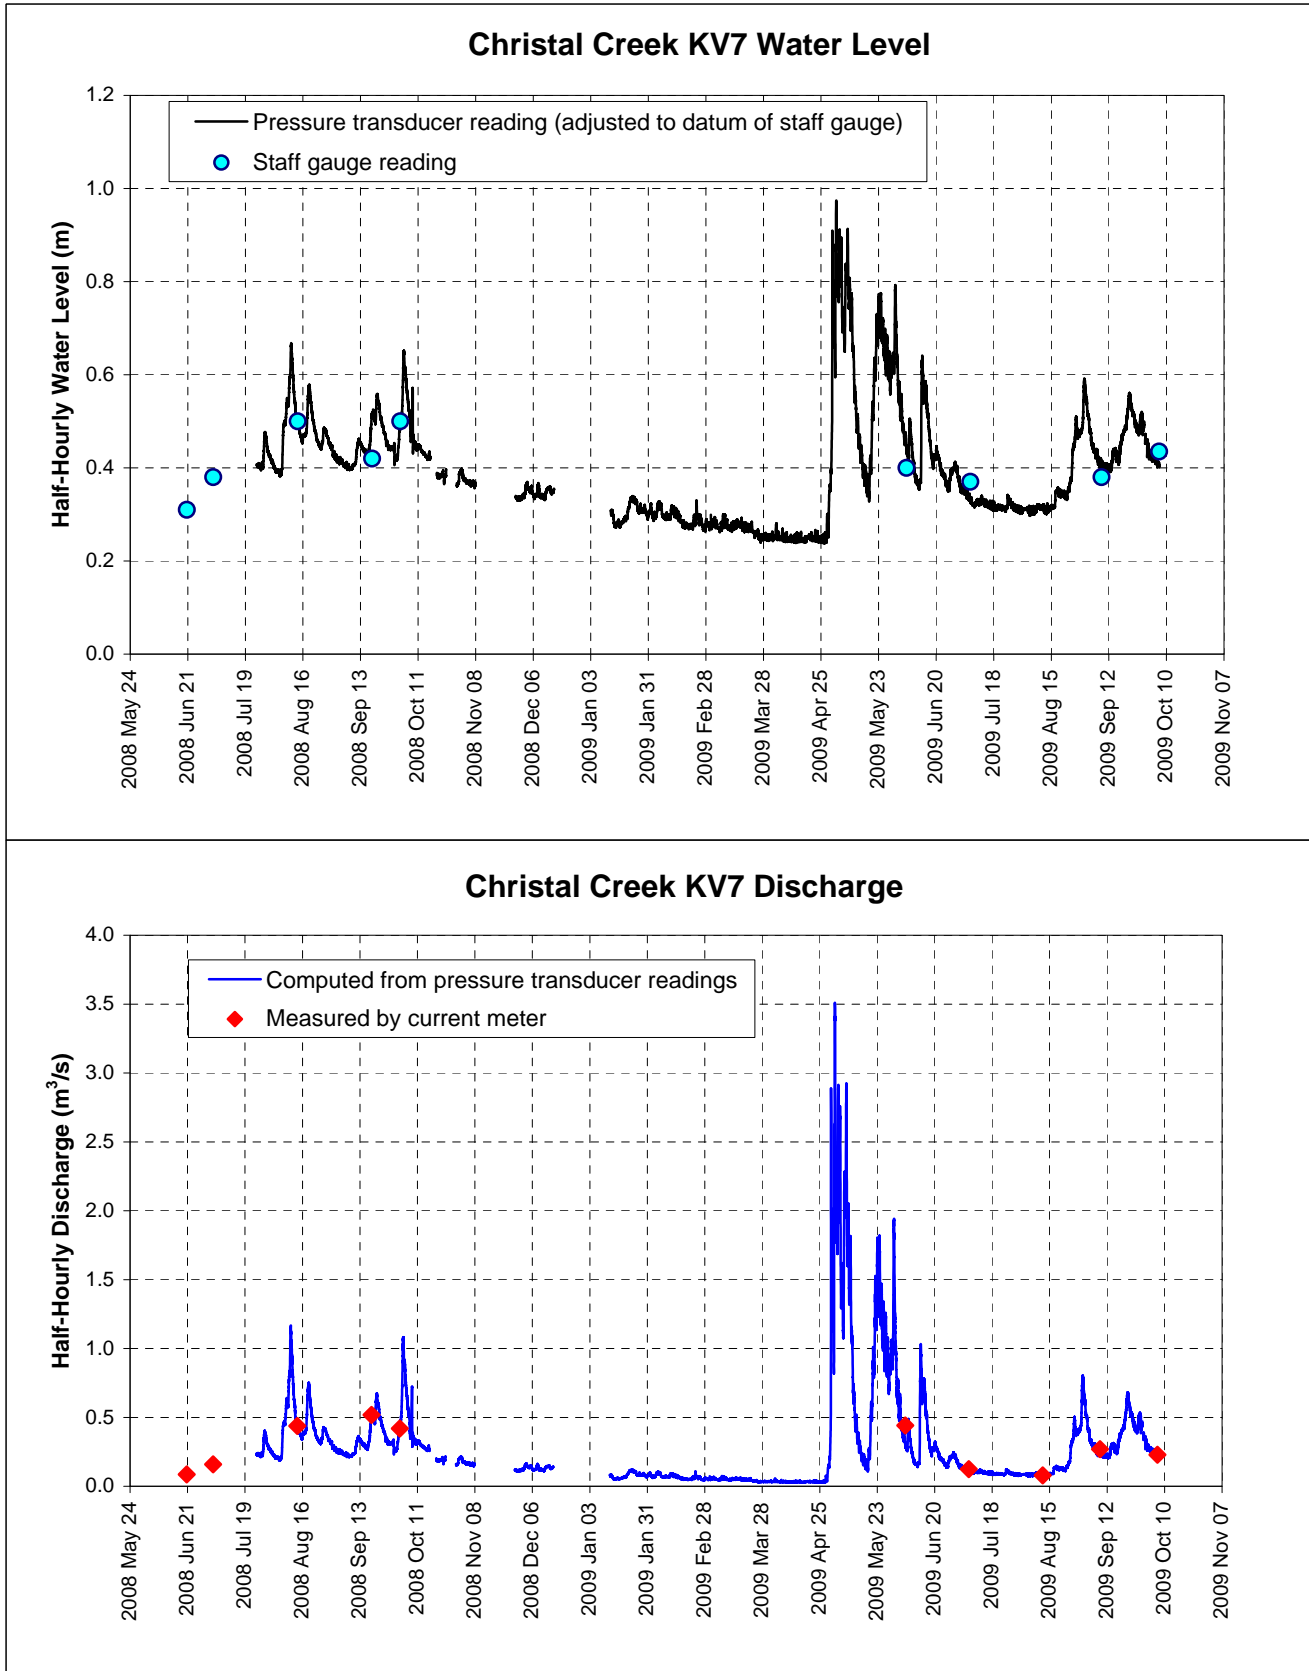 Christal Creek KV7 Water Level
Half-Hourly Water Level (m)
1.2
1.0
0.8
0.6
0.4
0.2
0.0
Pressure transducer reading (adjusted to datum of staff gauge)
Staff gauge reading
2008 May 24
2008 Jun 21
2008 Jul 19
2008 Aug 16
2008 Sep 13
2008 Oct 11
2008 Nov 08
2008 Dec 06
2009 Jan 03
2009 Jan 31
2009 Feb 28
2009 Mar 28
2009 Apr 25
2009 May 23
2009 Jun 20
2009 Jul 18
2009 Aug 15
2009 Sep 12
2009 Oct 10
2009 Nov 07
Christal Creek KV7 Discharge
Half-Hourly Discharge (m³/s)
4.0
3.5
3.0
2.5
2.0
1.5
1.0
0.5
0.0
Computed from pressure transducer readings
Measured by current meter
2008 May 24
2008 Jun 21
2008 Jul 19
2008 Aug 16
2008 Sep 13
2008 Oct 11
2008 Nov 08
2008 Dec 06
2009 Jan 03
2009 Jan 31
2009 Feb 28
2009 Mar 28
2009 Apr 25
2009 May 23
2009 Jun 20
2009 Jul 18
2009 Aug 15
2009 Sep 12
2009 Oct 10
2009 Nov 07